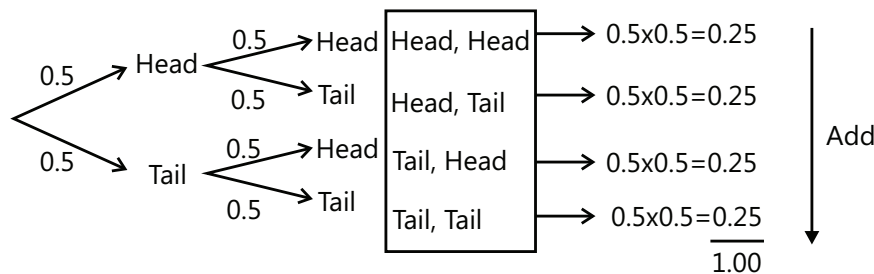 0.5 Head, Head 0.5x0.5=0.25
0.5 Head
0.5 Head
0.5 Tail Head, Tail 0.5x0.5=0.25
Add
0.5 0.5 Head Tail, Head 0.5x0.5=0.25
Tail
0.5 Tail Tail, Tail 0.5x0.5=0.25
1.00